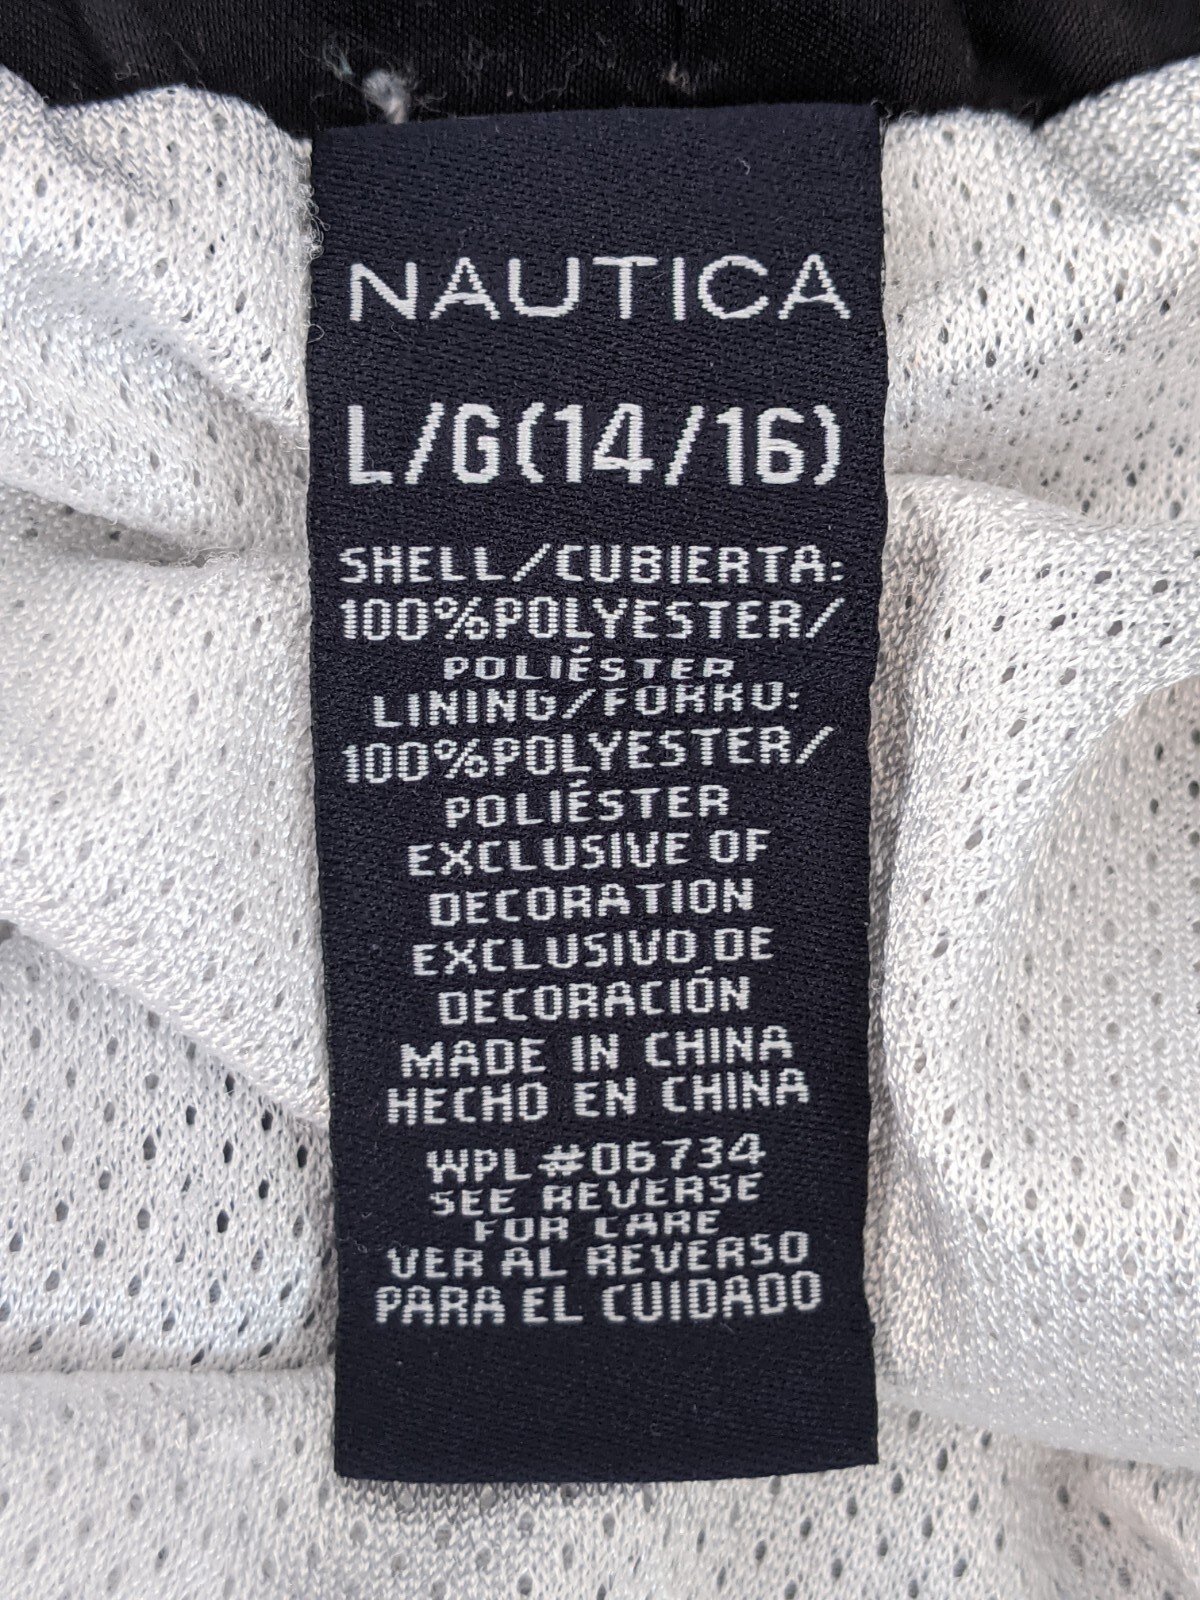 NAUTICA
L/G(14/16)
SHELL/CUBIERTA:
100%POLYESTER/
POLIÉSTER
LINING/FORRO:
100%POLYESTER/
POLIÉSTER
EXCLUSIVE OF
DECORATION
EXCLUSIVO DE
DECORACIÓN
MADE IN CHINA
HECHO EN CHINA
WPL#06734
SEE REVERSE
FOR CARE
VER AL REVERSO
PARA EL CUIDADO